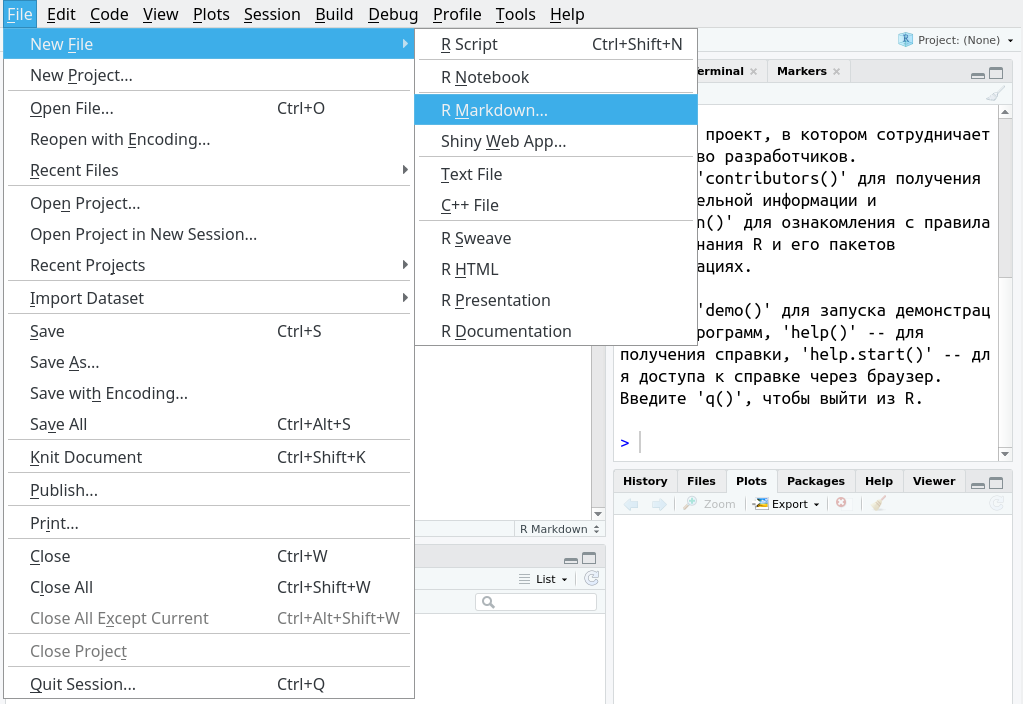 File Edit Code View Plots Session Build Debug Profile Tools Help
Project: (None)
New File
New Project...
Open File... Ctrl+O
Reopen with Encoding...
Recent Files
Open Project...
Open Project in New Session...
Recent Projects
Import Dataset
Save Ctrl+S
Save As...
Save with Encoding...
Save All Ctrl+Alt+S
Knit Document Ctrl+Shift+K
Publish...
Print...
Close Ctrl+W
Close All Ctrl+Shift+W
Close All Except Current Ctrl+Alt+Shift+W
Close Project
Quit Session... Ctrl+Q
R Script Ctrl+Shift+N
R Notebook
R Markdown...
Shiny Web App...
Text File
C++ File
R Sweave
R HTML
R Presentation
R Documentation
erminal Markers
проект, в котором сотрудничает
во разработчиков.
'contributors()' для получения
ельной информации и
n()' для ознакомления с правила
нания R и его пакетов
ациях.
'demo()' для запуска демонстрац
рограмм, 'help()' -- для
получения справки, 'help.start()' -- дл
я доступа к справке через браузер.
Введите 'q()', чтобы выйти из R.
>
R Markdown
List
History Files Plots Packages Help Viewer
Zoom Export